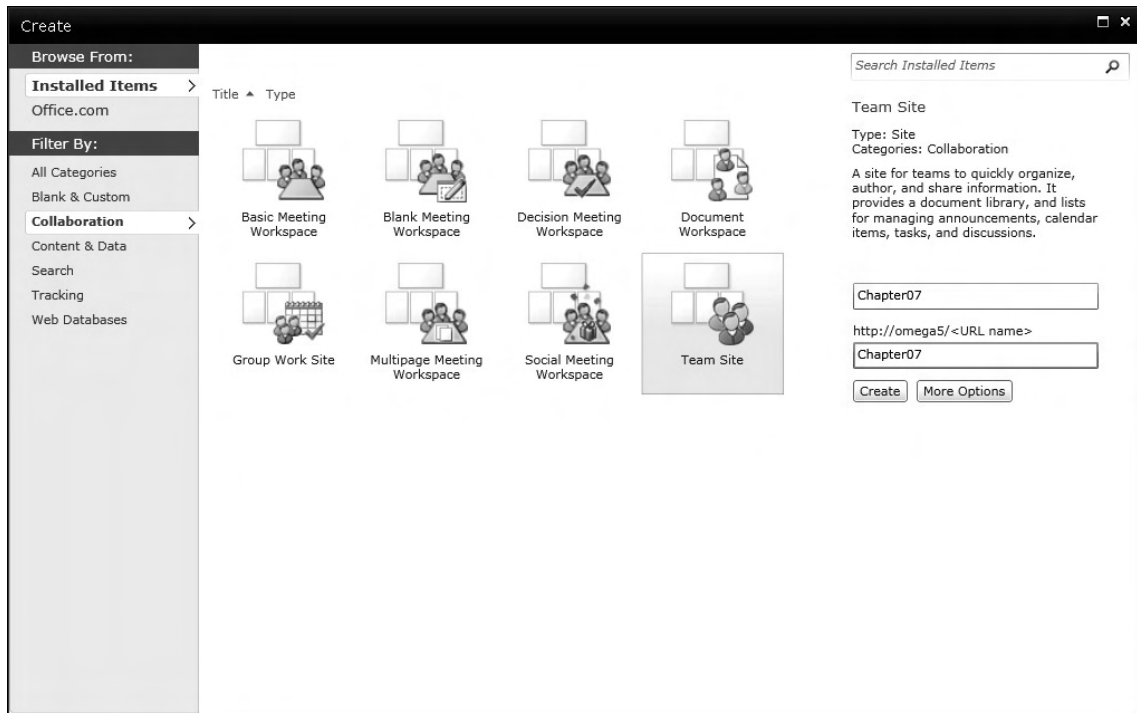 Create
Browse From:
Installed Items
Office.com
Filter By:
All Categories
Blank & Custom
Collaboration
Content & Data
Search
Tracking
Web Databases
Title Type
Basic Meeting
Workspace
Blank Meeting
Workspace
Decision Meeting
Workspace
Document
Workspace
Group Work Site
Multipage Meeting
Workspace
Social Meeting
Workspace
Team Site
Search Installed Items
Team Site
Type: Site
Categories: Collaboration
A site for teams to quickly organize,
author, and share information. It
provides a document library, and lists
for managing announcements, calendar
items, tasks, and discussions.
Chapter07
http://omega5/<URL name>
Chapter07
Create More Options